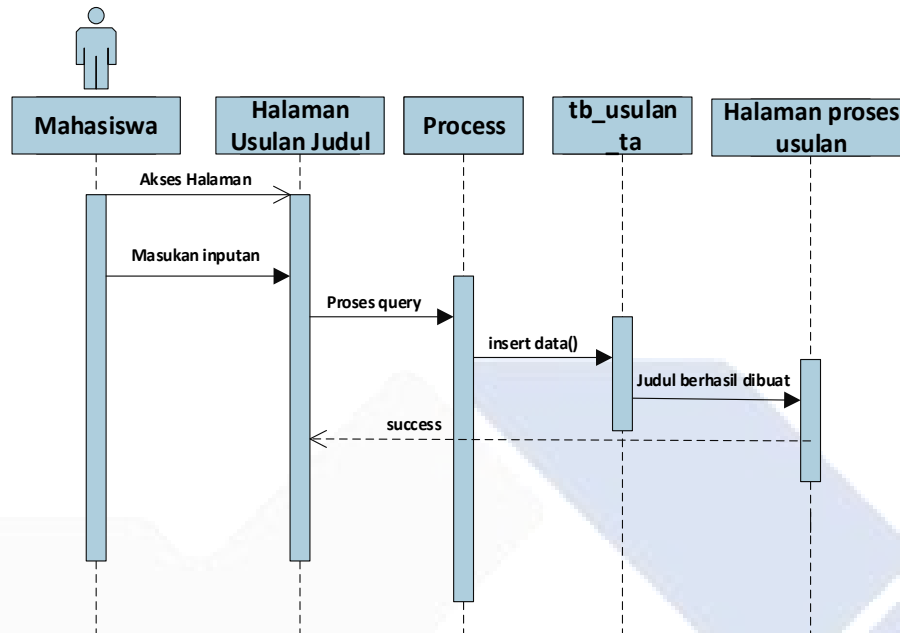 Mahasiswa
Halaman
Usulan Judul
Process
tb_usulan
_ta
Halaman proses
usulan
Akses Halaman
Masukan inputan
Proses query
insert data()
Judul berhasil dibuat
success